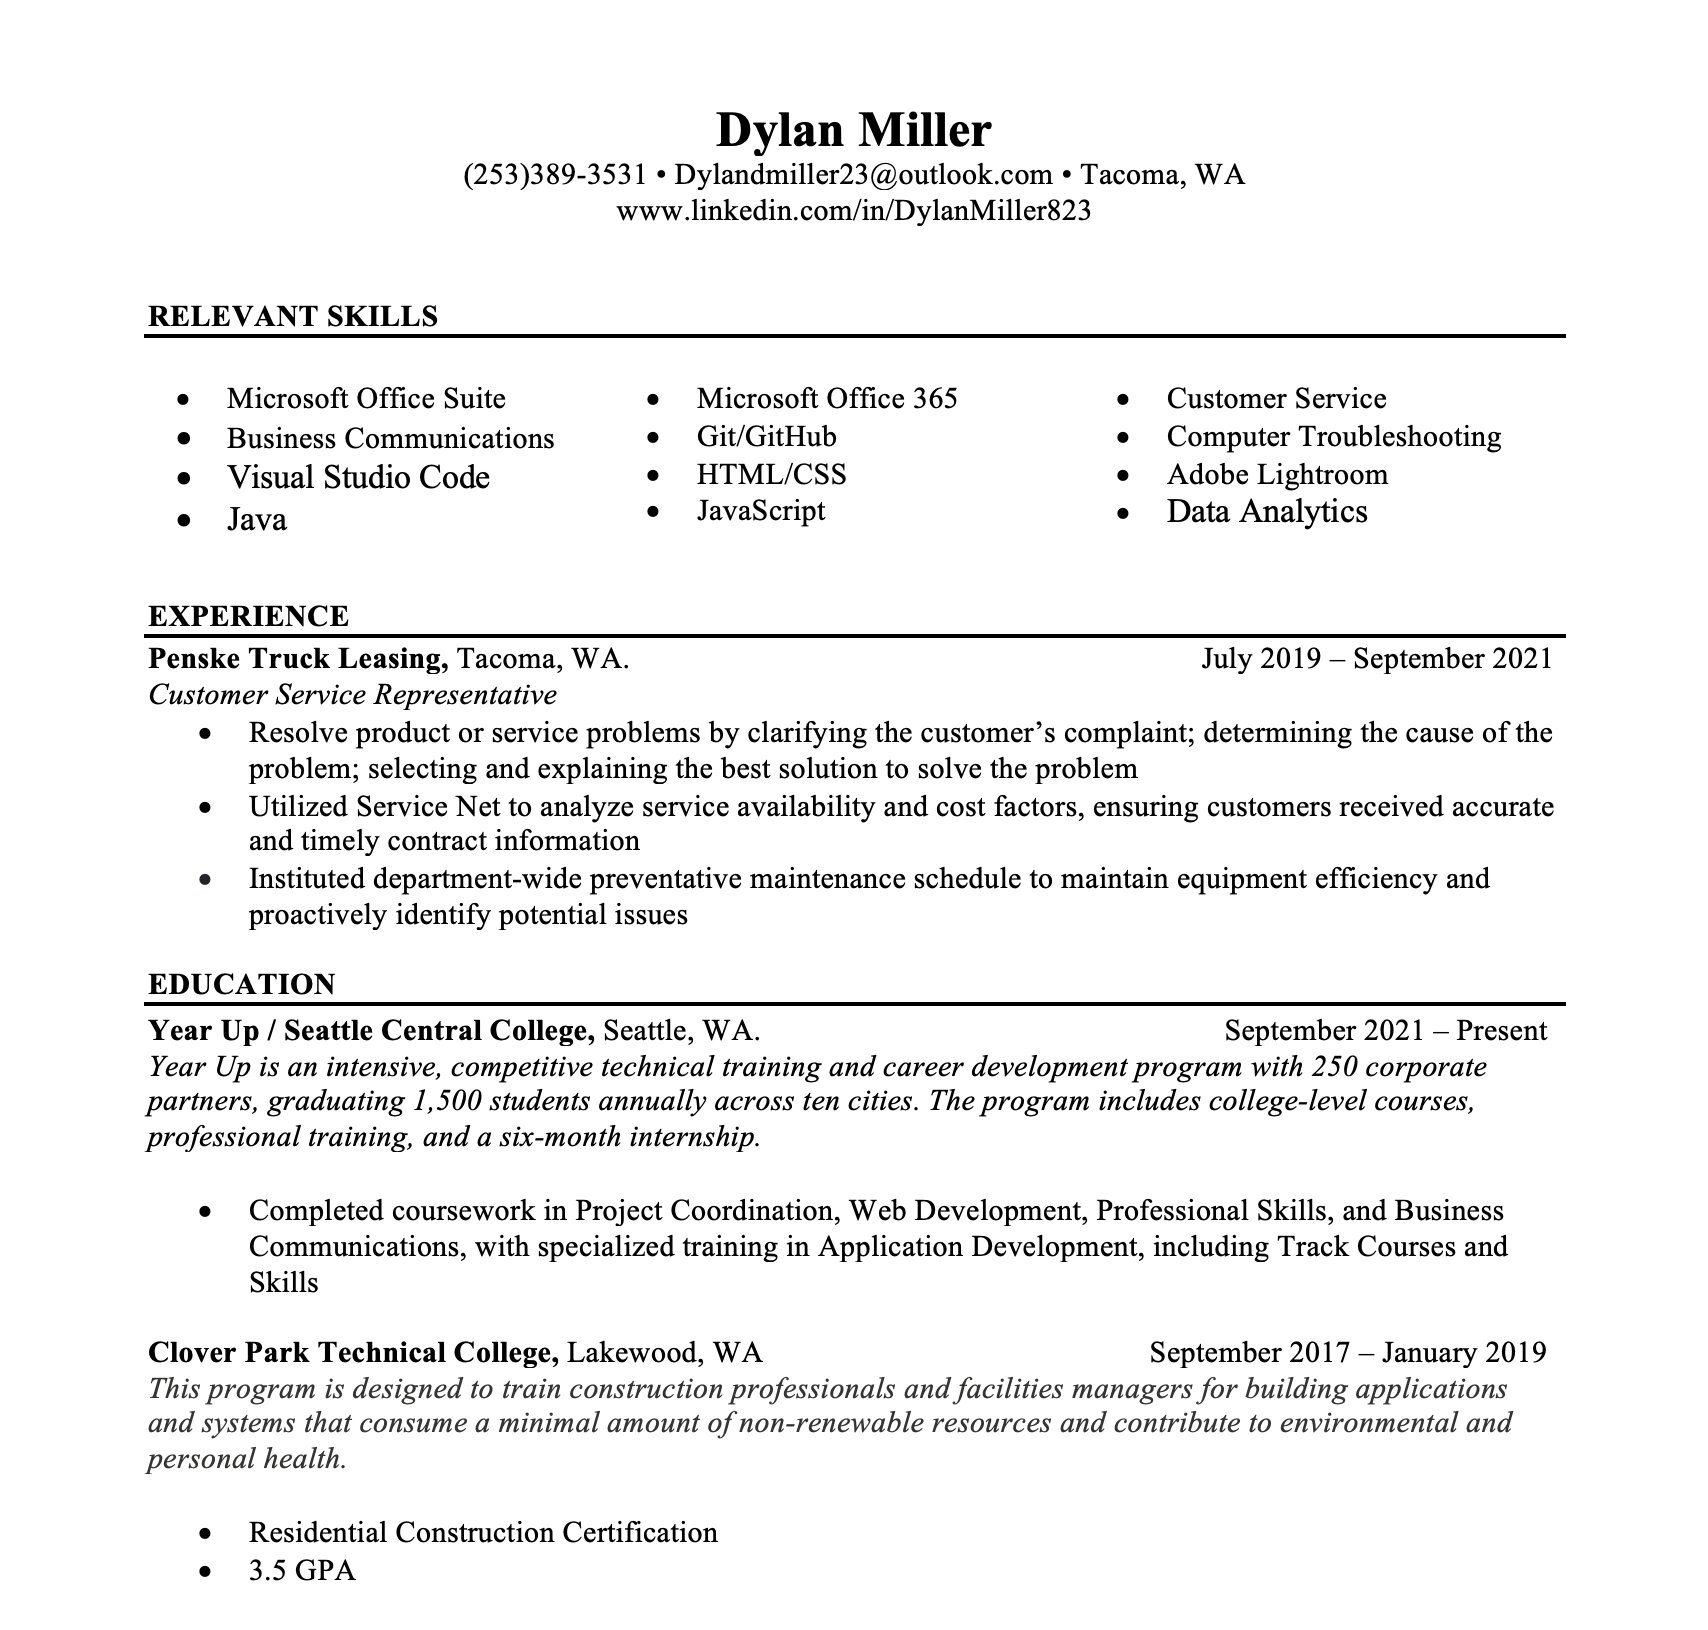 Dylan Miller
(253)389-3531 • Dylandmiller23@outlook.com • Tacoma, WA
www.linkedin.com/in/DylanMiller823
RELEVANT SKILLS
• Microsoft Office Suite
• Business Communications
• Visual Studio Code
• Java
• Microsoft Office 365
• Git/GitHub
• HTML/CSS
• JavaScript
• Customer Service
• Computer Troubleshooting
• Adobe Lightroom
• Data Analytics
EXPERIENCE
Penske Truck Leasing, Tacoma, WA. July 2019 – September 2021
Customer Service Representative
• Resolve product or service problems by clarifying the customer’s complaint; determining the cause of the
problem; selecting and explaining the best solution to solve the problem
• Utilized Service Net to analyze service availability and cost factors, ensuring customers received accurate
and timely contract information
• Instituted department-wide preventative maintenance schedule to maintain equipment efficiency and
proactively identify potential issues
EDUCATION
Year Up / Seattle Central College, Seattle, WA. September 2021 – Present
Year Up is an intensive, competitive technical training and career development program with 250 corporate
partners, graduating 1,500 students annually across ten cities. The program includes college-level courses,
professional training, and a six-month internship.
• Completed coursework in Project Coordination, Web Development, Professional Skills, and Business
Communications, with specialized training in Application Development, including Track Courses and
Skills
Clover Park Technical College, Lakewood, WA September 2017 – January 2019
This program is designed to train construction professionals and facilities managers for building applications
and systems that consume a minimal amount of non-renewable resources and contribute to environmental and
personal health.
• Residential Construction Certification
• 3.5 GPA